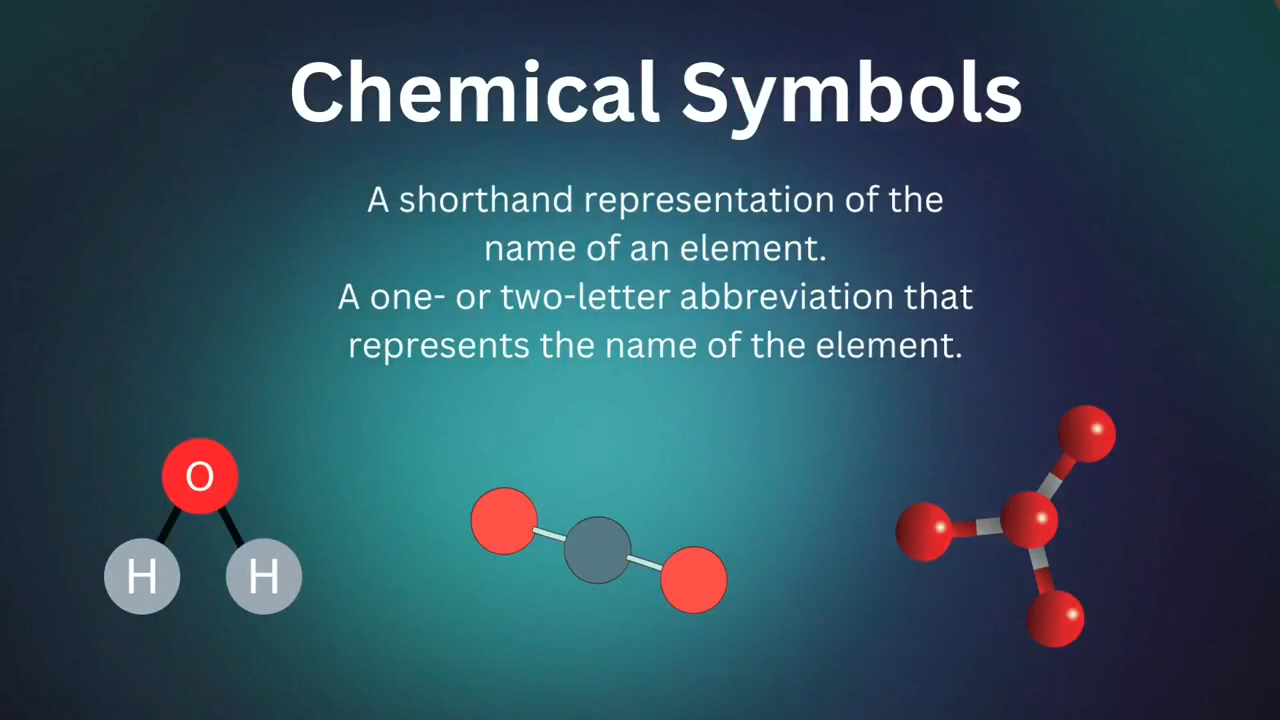 Chemical Symbols
A shorthand representation of the
name of an element.
A one- or two-letter abbreviation that
represents the name of the element.
O
H H